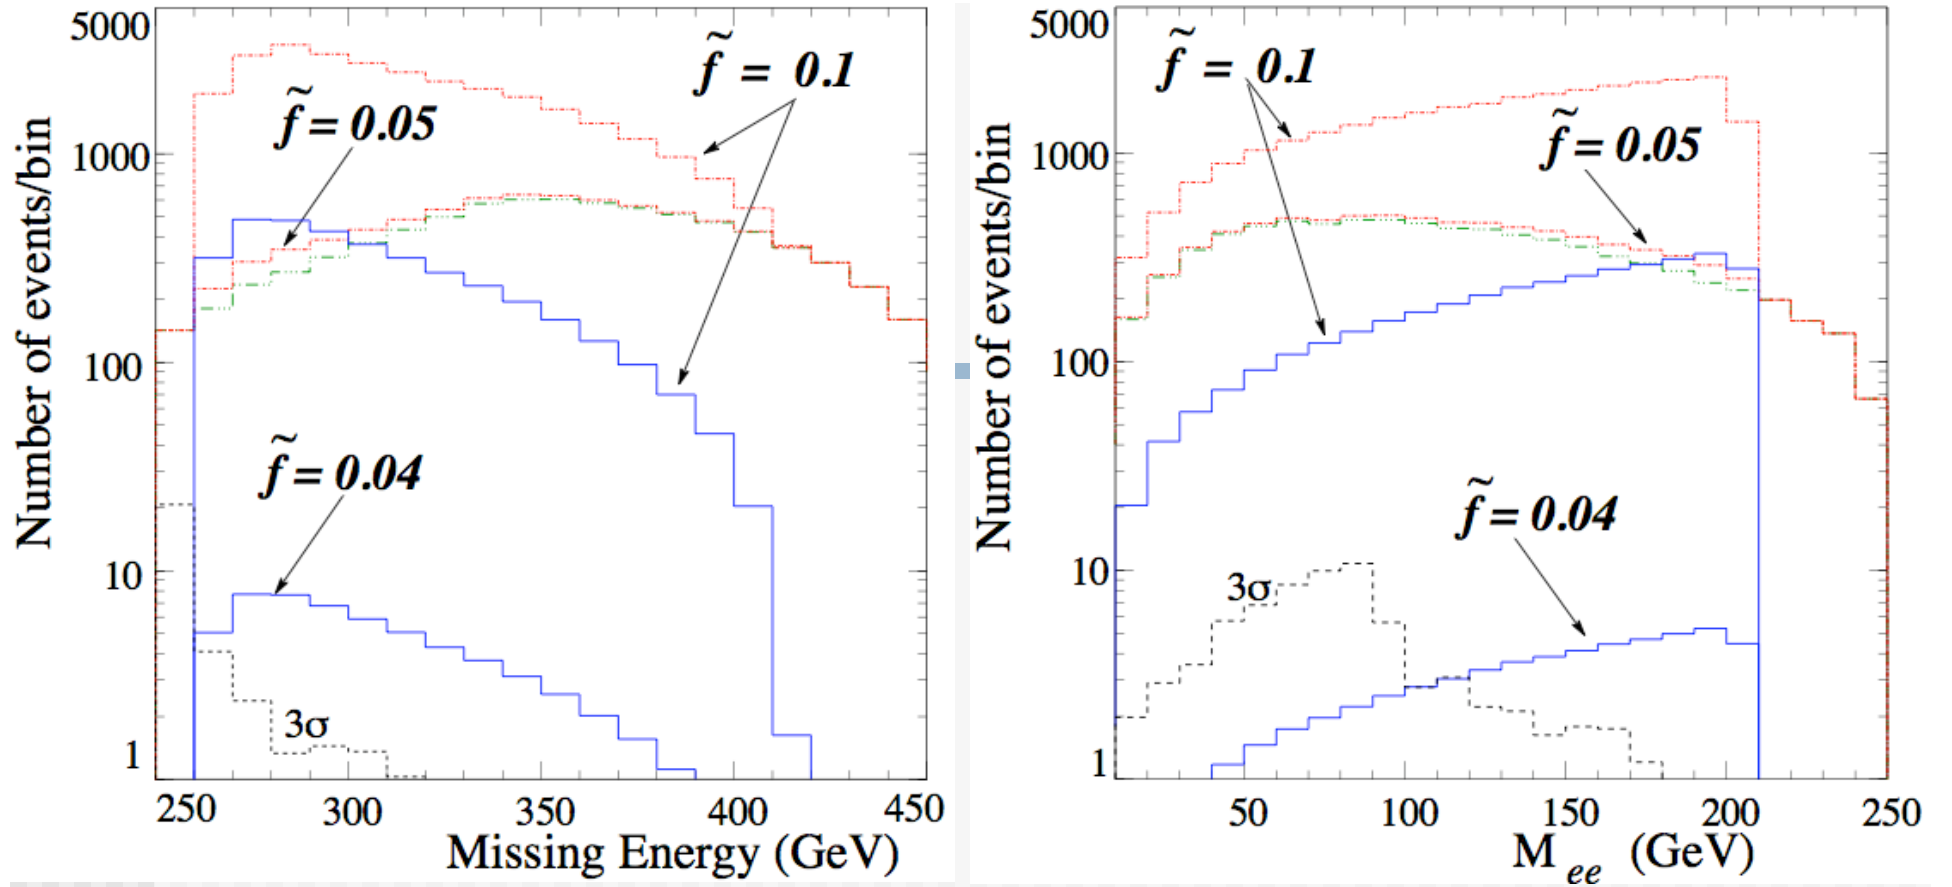 5000
1000
100
10
1
Number of events/bin
f̃ = 0.1
f̃ = 0.05
f̃ = 0.04
3σ
250 300 350 400 450
Missing Energy (GeV)
5000
1000
100
10
1
Number of events/bin
f̃ = 0.1
f̃ = 0.05
f̃ = 0.04
3σ
50 100 150 200 250
M ee (GeV)